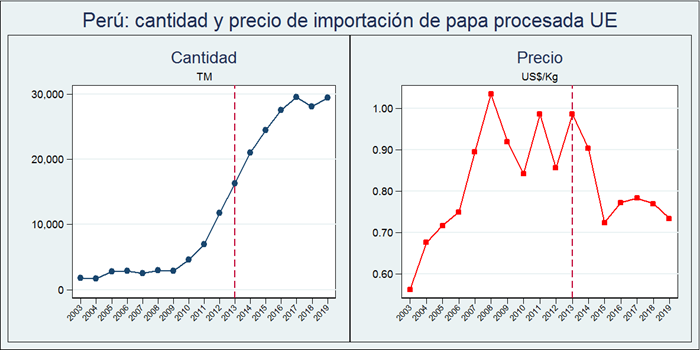 Perú: cantidad y precio de importación de papa procesada UE
Cantidad
TM
30,000
20,000
10,000
0
2003 2004 2005 2006 2007 2008 2009 2010 2011 2012 2013 2014 2015 2016 2017 2018 2019
Precio
US$/Kg
1.00
0.90
0.80
0.70
0.60
2003 2004 2005 2006 2007 2008 2009 2010 2011 2012 2013 2014 2015 2016 2017 2018 2019